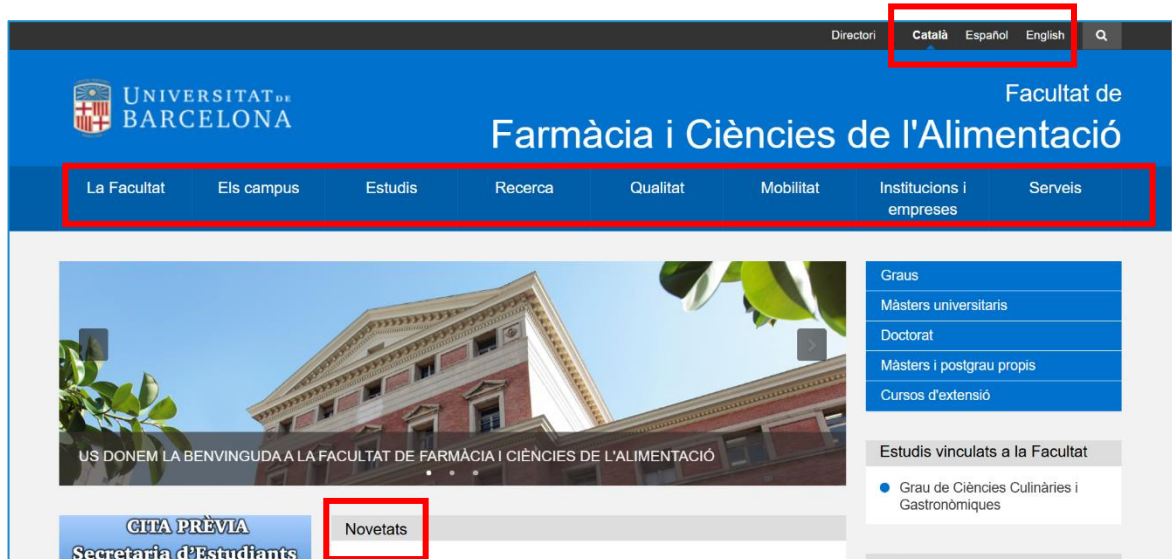 Directori Català Español English
UNIVERSITAT DE
BARCELONA
Facultat de
Farmàcia i Ciències de l'Alimentació
La Facultat Els campus Estudis Recerca Qualitat Mobilitat Institucions i empreses Serveis
US DONEM LA BENVINGUDA A LA FACULTAT DE FARMÀCIA I CIÈNCIES DE L'ALIMENTACIÓ
Graus
Màsters universitaris
Doctorat
Màsters i postgrau propis
Cursos d'extensió
Estudis vinculats a la Facultat
Grau de Ciències Culinàries i
Gastronòmiques
CITA PRÈVIA
Secretaria d'Estudiants
Novetats